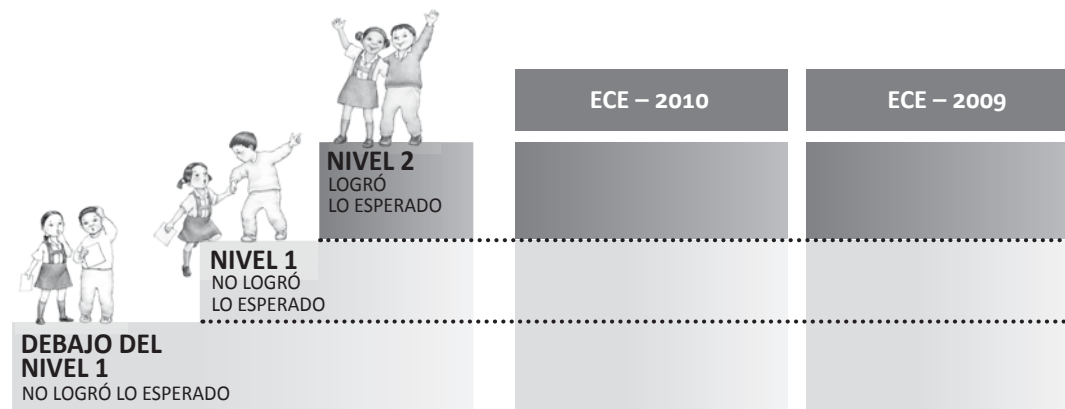 ECE – 2010
ECE – 2009
NIVEL 2
LOGRÓ
LO ESPERADO
NIVEL 1
NO LOGRÓ
LO ESPERADO
DEBAJO DEL
NIVEL 1
NO LOGRÓ LO ESPERADO